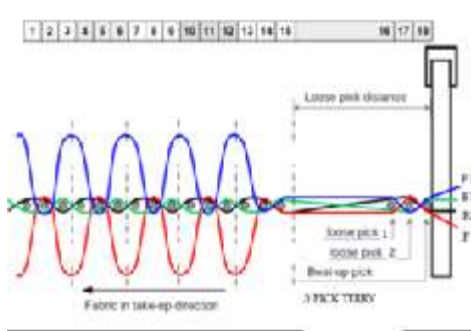 1 2 3 4 5 6 7 8 9 10 11 12 13 14 15 16 17 18
Loose pick distance
loose pick 1
loose pick 2
Beat-up pick
Fabric in take-up-direction
3 PICK TERRY